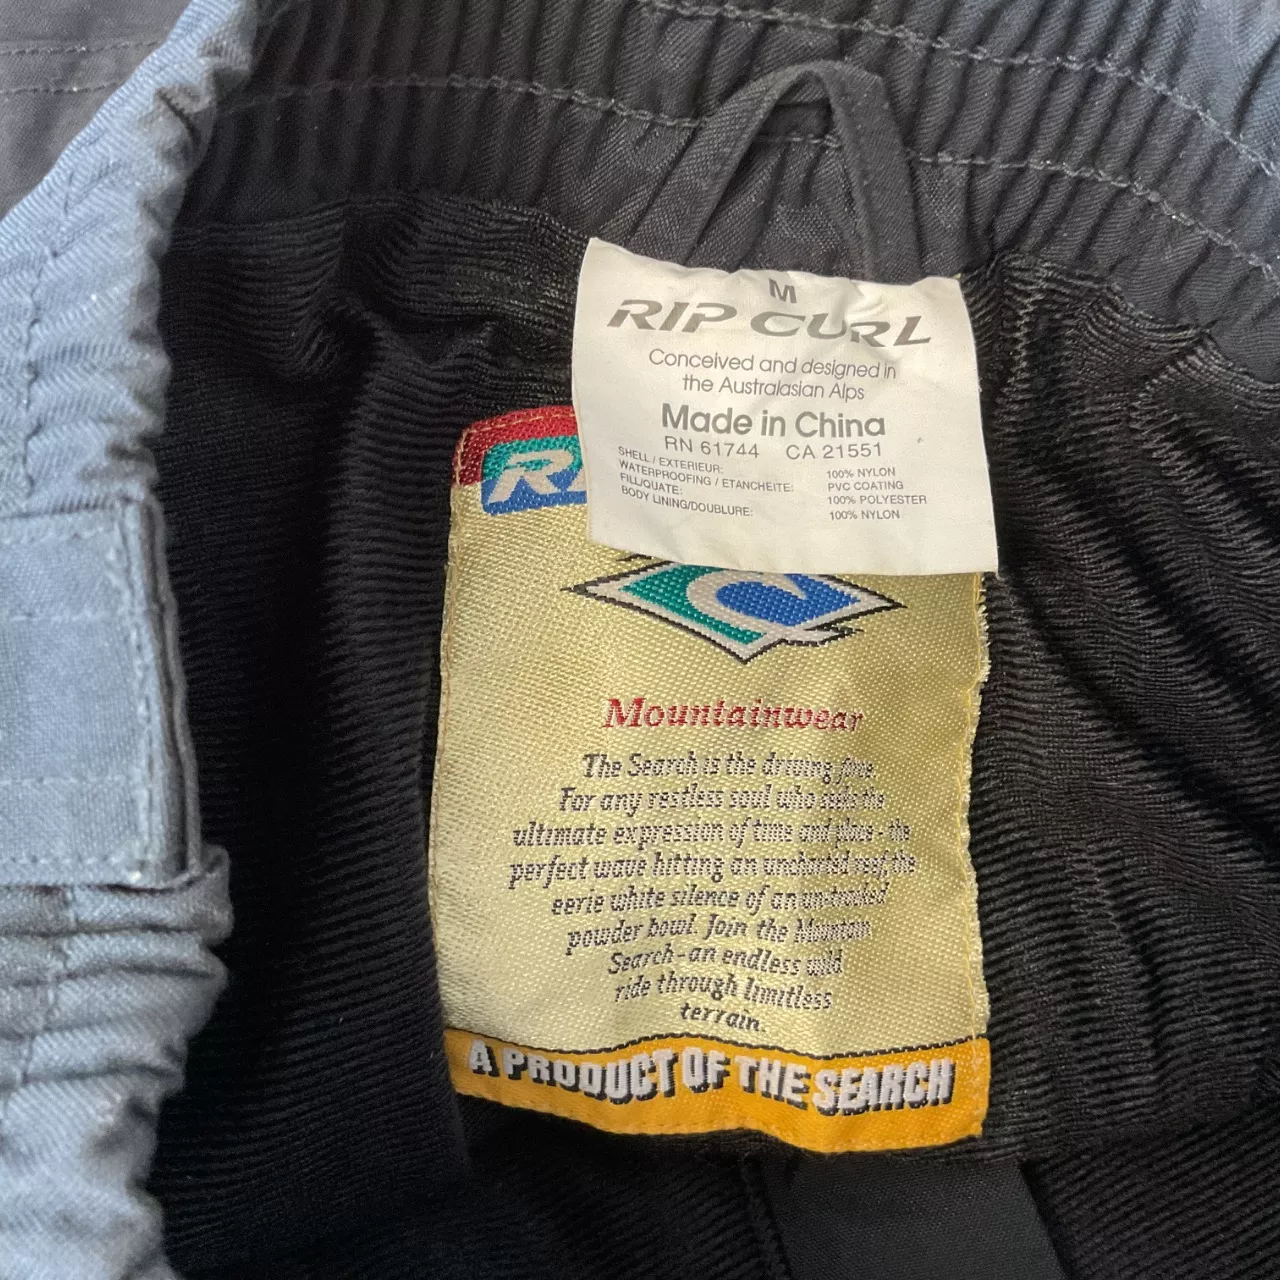 M
RIP CURL
Conceived and designed in
the Australasian Alps
Made in China
RN 61744 CA 21551
SHELL / EXTERIEUR: 100% NYLON
WATERPROOFING / ETANCHEITE: PVC COATING
FILL/QUATE: 100% POLYESTER
BODY LINING/DOUBLURE: 100% NYLON
Mountainwear
The Search is the driving force
For any restless soul who seeks the
ultimate expression of time and place - the
perfect wave hitting an uncharted reef, the
eerie white silence of an untracked
powder bowl. Join the Mountain
Search - an endless wild
ride through limitless
terrain.
A PRODUCT OF THE SEARCH